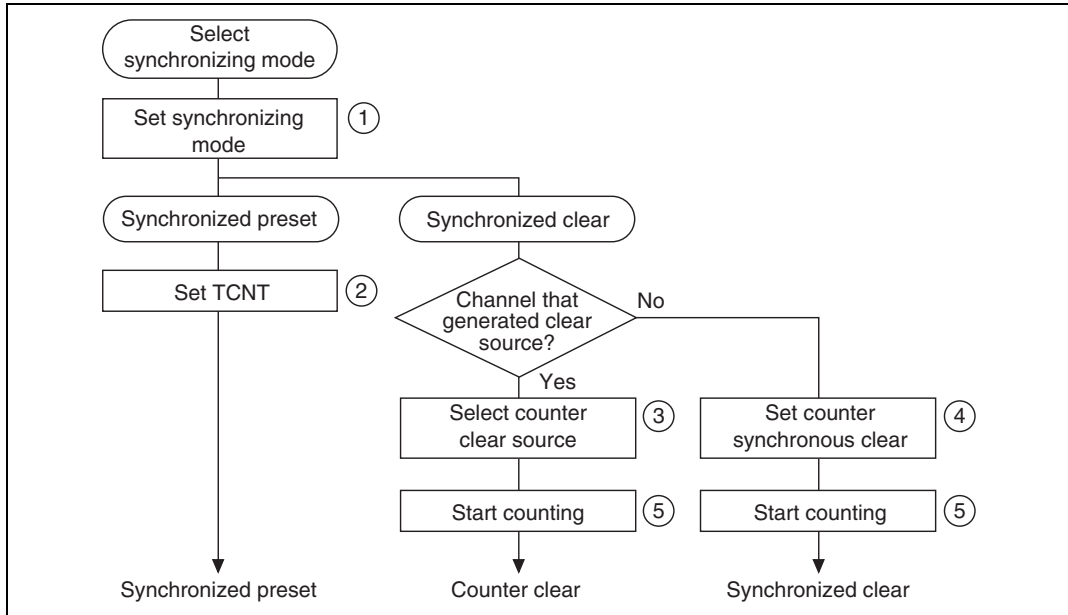 Select
synchronizing mode
Set synchronizing
mode
1
Synchronized preset
Synchronized clear
Set TCNT
2
Channel that
generated clear
source?
No
Yes
Select counter
clear source
3
Set counter
synchronous clear
4
Start counting
5
Start counting
5
Synchronized preset
Counter clear
Synchronized clear